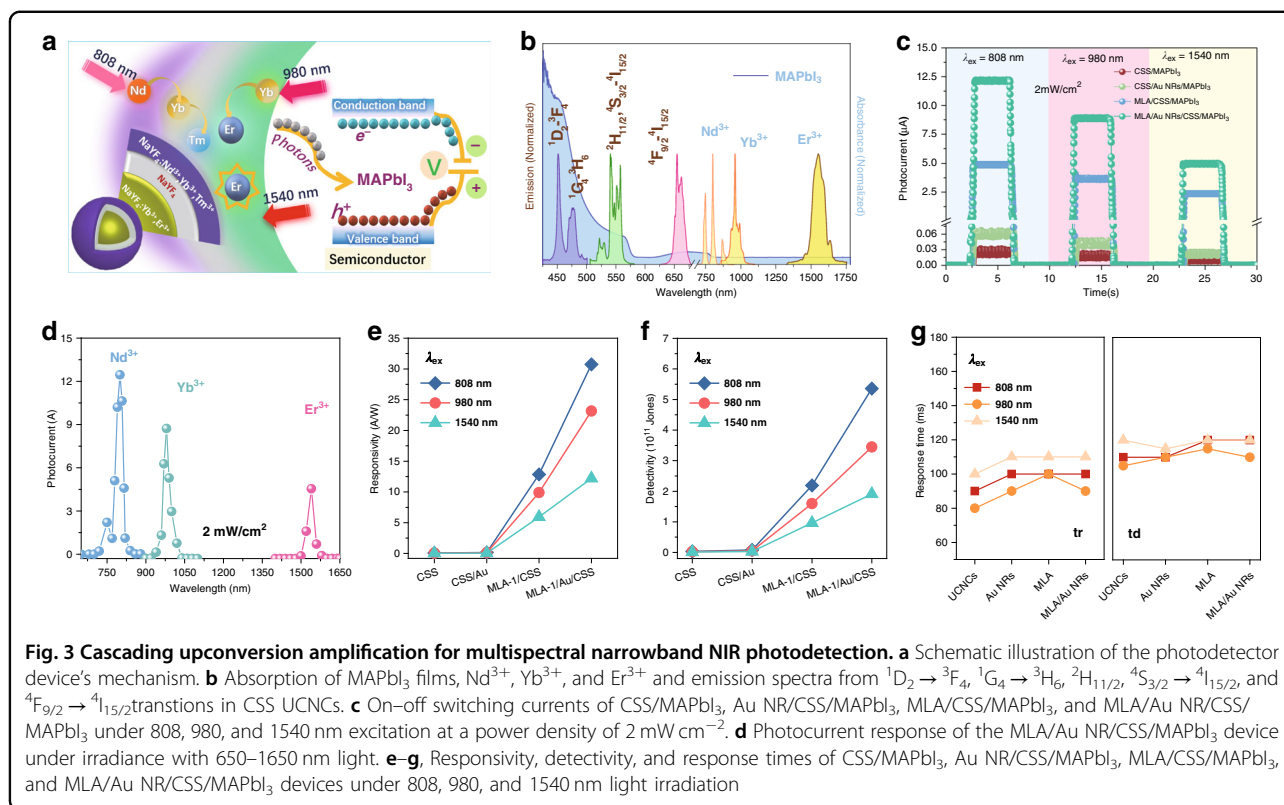 a
808 nm
980 nm
Nd
Yb
Yb
Er
Tm
Er
NaYF₄:Nd³⁺,Yb³⁺,Tm³⁺
NaYF₄
NaYF₄:Yb³⁺,Er³⁺
photons
1540 nm
MAPbI₃
Conduction band
e⁻
V
−
+
h⁺
Valence band
Semiconductor
b
MAPbI₃
Emission (Normalized)
Absorbance (Normalized)
¹D₂-³F₄
¹G₄-³H₆
²H₁₁/₂, ⁴S₃/₂-⁴I₁₅/₂
⁴F₉/₂-⁴I₁₅/₂
Nd³⁺
Yb³⁺
Er³⁺
450 500 550 600 650 750 1000 1500 1750
Wavelength (nm)
c
λex = 808 nm
λex = 980 nm
λex = 1540 nm
2mW/cm²
CSS/MAPbI₃
CSS/Au NRs/MAPbI₃
MLA/CSS/MAPbI₃
MLA/Au NRs/CSS/MAPbI₃
Photocurrent (μA)
15.0
12.5
10.0
7.5
5.0
2.5
0.06
0.03
0.00
0 5 10 15 20 25 30
Time(s)
d
Photocurrent (A)
15
12
9
6
3
0
Nd³⁺
Yb³⁺
Er³⁺
2 mW/cm²
750 900 1050 1200 1350 1500 1650
Wavelength (nm)
e
λex
808 nm
980 nm
1540 nm
Responsivity (A/W)
35
30
25
20
15
10
5
0
CSS CSS/Au MLA-1/CSS MLA-1/Au/CSS
f
λex
808 nm
980 nm
1540 nm
Detectivity (10¹¹ Jones)
7
6
5
4
3
2
1
0
CSS CSS/Au MLA-1/CSS MLA-1/Au/CSS
g
λex
808 nm
980 nm
1540 nm
Response time (ms)
180
160
140
120
100
80
60
tr
td
UCNCs Au NRs MLA MLA/Au NRs
UCNCs Au NRs MLA MLA/Au NRs
Fig. 3 Cascading upconversion amplification for multispectral narrowband NIR photodetection. a Schematic illustration of the photodetector
device's mechanism. b Absorption of MAPbI₃ films, Nd³⁺, Yb³⁺, and Er³⁺ and emission spectra from ¹D₂ → ³F₄, ¹G₄ → ³H₆, ²H₁₁/₂, ⁴S₃/₂ → ⁴I₁₅/₂, and
⁴F₉/₂ → ⁴I₁₅/₂transtions in CSS UCNCs. c On–off switching currents of CSS/MAPbI₃, Au NR/CSS/MAPbI₃, MLA/CSS/MAPbI₃, and MLA/Au NR/CSS/
MAPbI₃ under 808, 980, and 1540 nm excitation at a power density of 2 mW cm⁻². d Photocurrent response of the MLA/Au NR/CSS/MAPbI₃ device
under irradiance with 650–1650 nm light. e–g, Responsivity, detectivity, and response times of CSS/MAPbI₃, Au NR/CSS/MAPbI₃, MLA/CSS/MAPbI₃,
and MLA/Au NR/CSS/MAPbI₃ devices under 808, 980, and 1540 nm light irradiation